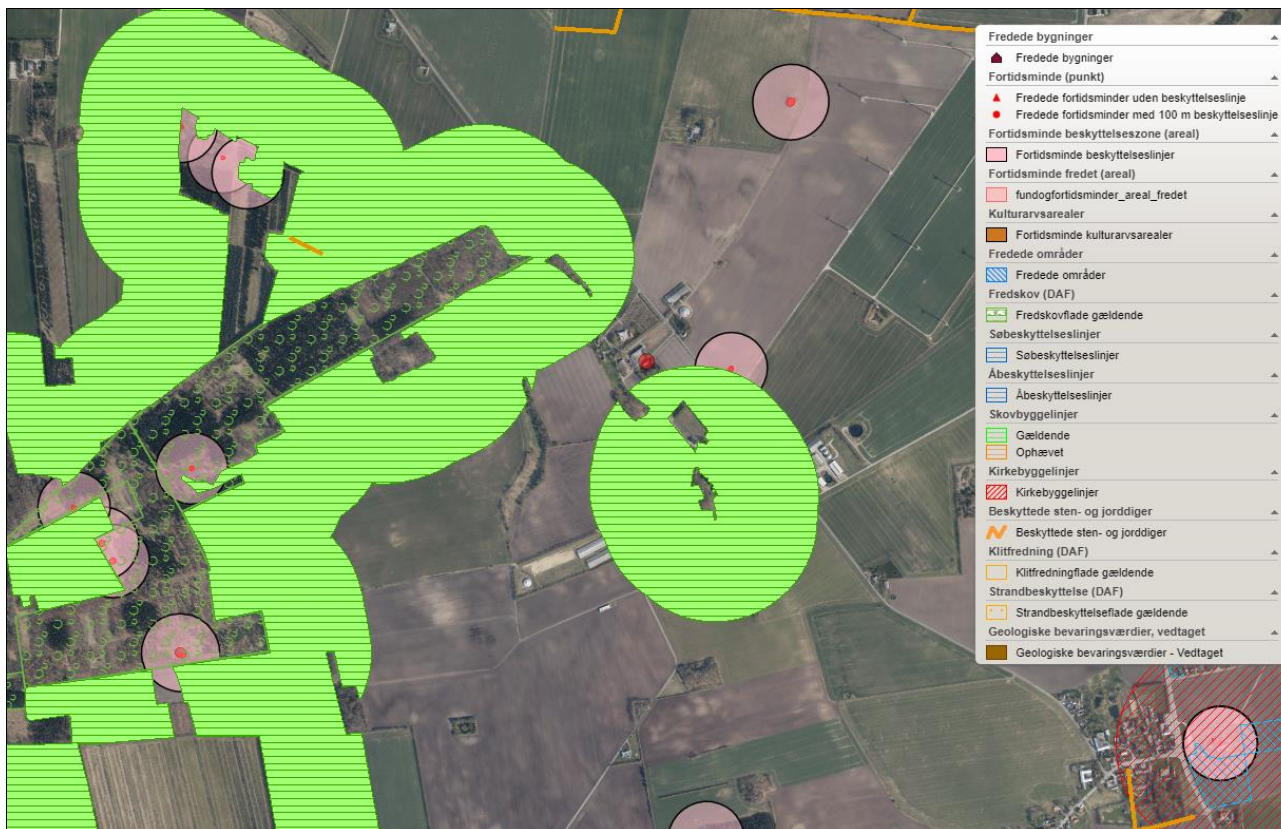 Fredede bygninger
Fredede bygninger
Fortidsminde (punkt)
Fredede fortidsminder uden beskyttelseslinje
Fredede fortidsminder med 100 m beskyttelseslinje
Fortidsminde beskyttelseszone (areal)
Fortidsminde beskyttelseslinjer
Fortidsminde fredet (areal)
fundogfortidsminder_areal_fredet
Kulturarvsarealer
Fortidsminde kulturarvsarealer
Fredede områder
Fredede områder
Fredskov (DAF)
Fredskovflade gældende
Søbeskyttelseslinjer
Søbeskyttelseslinjer
Åbeskyttelseslinjer
Åbeskyttelseslinjer
Skovbyggelinjer
Gældende
Ophævet
Kirkebyggelinjer
Kirkebyggelinjer
Beskyttede sten- og jorddiger
Beskyttede sten- og jorddiger
Klitfredning (DAF)
Klitfredningflade gældende
Strandbeskyttelse (DAF)
Strandbeskyttelseflade gældende
Geologiske bevaringsværdier, vedtaget
Geologiske bevaringsværdier - Vedtaget